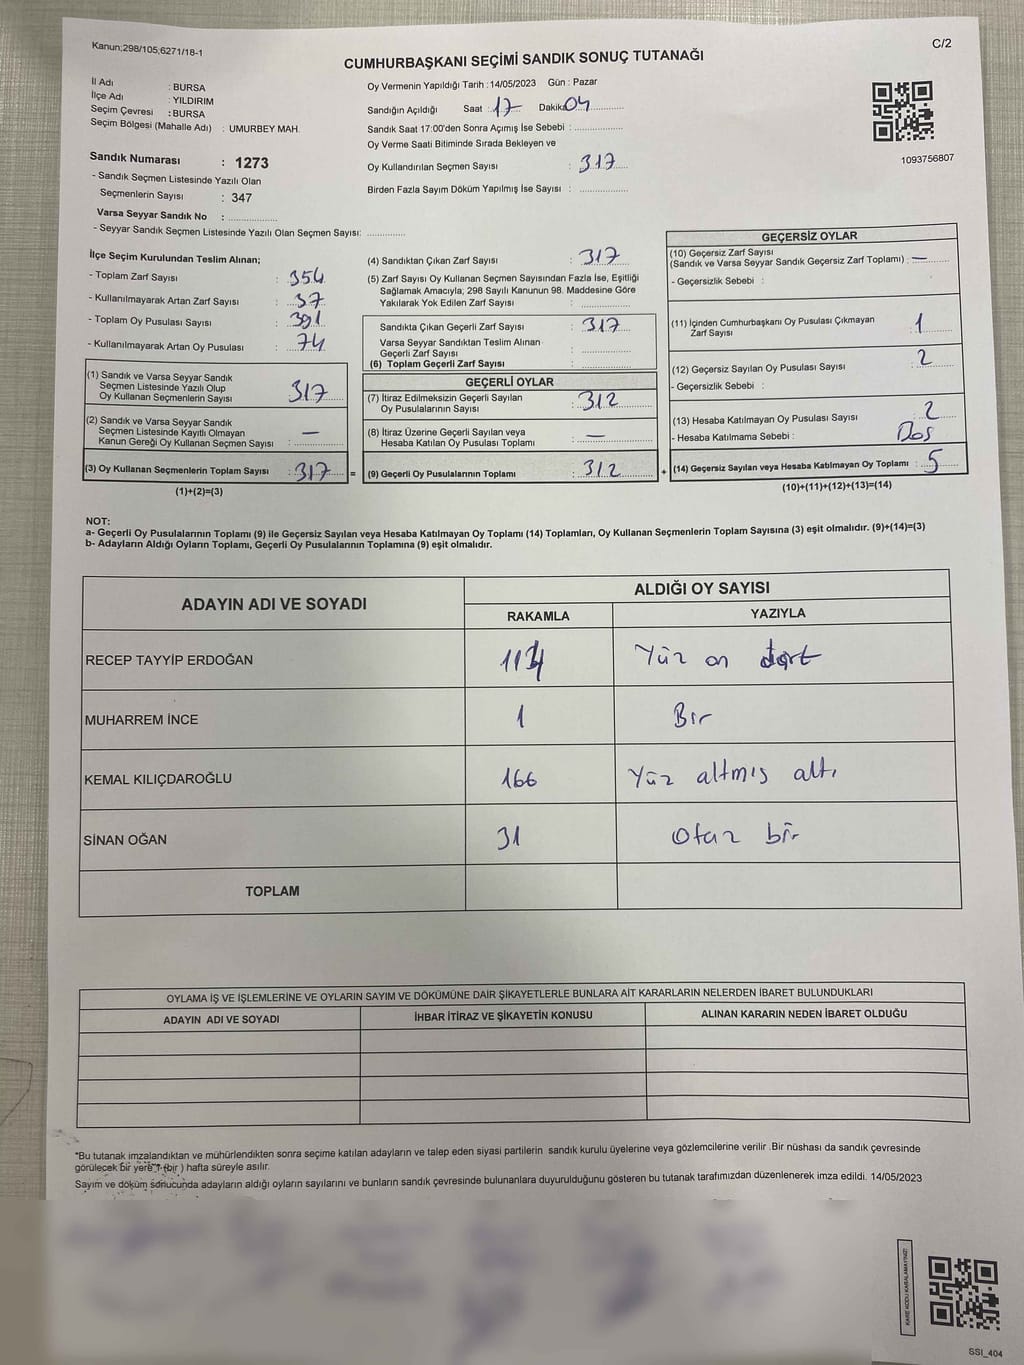 Kanun;298/105;6271/18-1
C/2
CUMHURBAŞKANI SEÇİMİ SANDIK SONUÇ TUTANAĞI
İl Adı : BURSA
İlçe Adı : YILDIRIM
Seçim Çevresi : BURSA
Seçim Bölgesi (Mahalle Adı) : UMURBEY MAH.
Oy Vermenin Yapıldığı Tarih : 14/05/2023 Gün : Pazar
Sandığın Açıldığı Saat : 17 Dakika 04
Sandık Saat 17:00'den Sonra Açımış İse Sebebi :
Oy Verme Saati Bitiminde Sırada Bekleyen ve
Oy Kullandırılan Seçmen Sayısı : 317
Birden Fazla Sayım Döküm Yapılmış İse Sayısı :
1093756807
Sandık Numarası : 1273
- Sandık Seçmen Listesinde Yazılı Olan
Seçmenlerin Sayısı : 347
Varsa Seyyar Sandık No :
- Seyyar Sandık Seçmen Listesinde Yazılı Olan Seçmen Sayısı:
İlçe Seçim Kurulundan Teslim Alınan;
- Toplam Zarf Sayısı : 354
- Kullanılmayarak Artan Zarf Sayısı : 37
- Toplam Oy Pusulası Sayısı : 391
- Kullanılmayarak Artan Oy Pusulası : 74
(1) Sandık ve Varsa Seyyar Sandık
Seçmen Listesinde Yazılı Olup
Oy Kullanan Seçmenlerin Sayısı : 317
(2) Sandık ve Varsa Seyyar Sandık
Seçmen Listesinde Kayıtlı Olmayan
Kanun Gereği Oy Kullanan Seçmen Sayısı : —
(3) Oy Kullanan Seçmenlerin Toplam Sayısı : 317 =
(1)+(2)=(3)
(4) Sandıktan Çıkan Zarf Sayısı : 317
(5) Zarf Sayısı Oy Kullanan Seçmen Sayısından Fazla İse, Eşitliği
Sağlamak Amacıyla; 298 Sayılı Kanunun 98. Maddesine Göre
Yakılarak Yok Edilen Zarf Sayısı :
Sandıkta Çıkan Geçerli Zarf Sayısı : 317
Varsa Seyyar Sandıktan Teslim Alınan
Geçerli Zarf Sayısı :
(6) Toplam Geçerli Zarf Sayısı :
GEÇERLİ OYLAR
(7) İtiraz Edilmeksizin Geçerli Sayılan
Oy Pusulalarının Sayısı : 312
(8) İtiraz Üzerine Geçerli Sayılan veya
Hesaba Katılan Oy Pusulası Toplamı : —
(9) Geçerli Oy Pusulalarının Toplamı : 312 +
GEÇERSİZ OYLAR
(10) Geçersiz Zarf Sayısı
(Sandık ve Varsa Seyyar Sandık Geçersiz Zarf Toplamı) : —
- Geçersizlik Sebebi :
(11) İçinden Cumhurbaşkanı Oy Pusulası Çıkmayan
Zarf Sayısı : 1
(12) Geçersiz Sayılan Oy Pusulası Sayısı : 2
- Geçersizlik Sebebi :
(13) Hesaba Katılmayan Oy Pusulası Sayısı : 2
- Hesaba Katılmama Sebebi :
(14) Geçersiz Sayılan veya Hesaba Katılmayan Oy Toplamı : 5
(10)+(11)+(12)+(13)=(14)
NOT:
a- Geçerli Oy Pusulalarının Toplamı (9) ile Geçersiz Sayılan veya Hesaba Katılmayan Oy Toplamı (14) Toplamları, Oy Kullanan Seçmenlerin Toplam Sayısına (3) eşit olmalıdır. (9)+(14)=(3)
b- Adayların Aldığı Oyların Toplamı, Geçerli Oy Pusulalarının Toplamına (9) eşit olmalıdır.
ADAYIN ADI VE SOYADI
ALDIĞI OY SAYISI
RAKAMLA YAZIYLA
RECEP TAYYİP ERDOĞAN 114 Yüz on dört
MUHARREM İNCE 1 Bir
KEMAL KILIÇDAROĞLU 166 Yüz altmış altı
SİNAN OĞAN 31 Otuz bir
TOPLAM
OYLAMA İŞ VE İŞLEMLERİNE VE OYLARIN SAYIM VE DÖKÜMÜNE DAİR ŞİKAYETLERLE BUNLARA AİT KARARLARIN NELERDEN İBARET BULUNDUKLARI
ADAYIN ADI VE SOYADI İHBAR İTİRAZ VE ŞİKAYETİN KONUSU ALINAN KARARIN NEDEN İBARET OLDUĞU
*Bu tutanak imzalandıktan ve mühürlendikten sonra seçime katılan adayların ve talep eden siyasi partilerin sandık kurulu üyelerine veya gözlemcilerine verilir .Bir nüshası da sandık çevresinde
görülecek bir yere 1 (bir ) hafta süreyle asılır.
Sayım ve döküm sonucunda adayların aldığı oyların sayılarını ve bunların sandık çevresinde bulunanlara duyurulduğunu gösteren bu tutanak tarafımızdan düzenlenerek imza edildi. 14/05/2023
KARE KODU KARALAMAYINIZ!
SSI_404